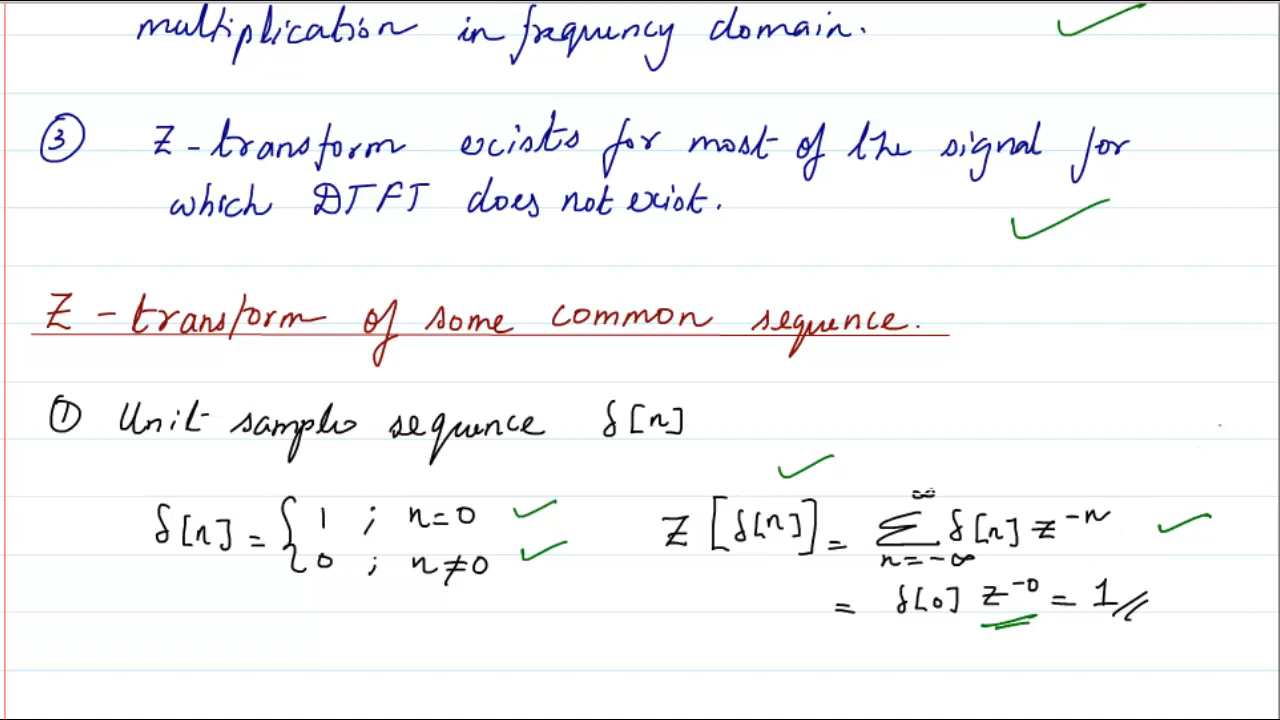 multiplication in frequency domain.
③ Z-transform exists for most of the signal for
which DTFT does not exist.
Z - transform of some common sequence.
① Unit sample sequence δ[n]
δ[n] = { 1 ; n=0
0 ; n≠0
Z [δ[n]] = ∞ Σ n=-∞ δ[n] z⁻ⁿ
= δ[0] z⁻⁰ = 1//